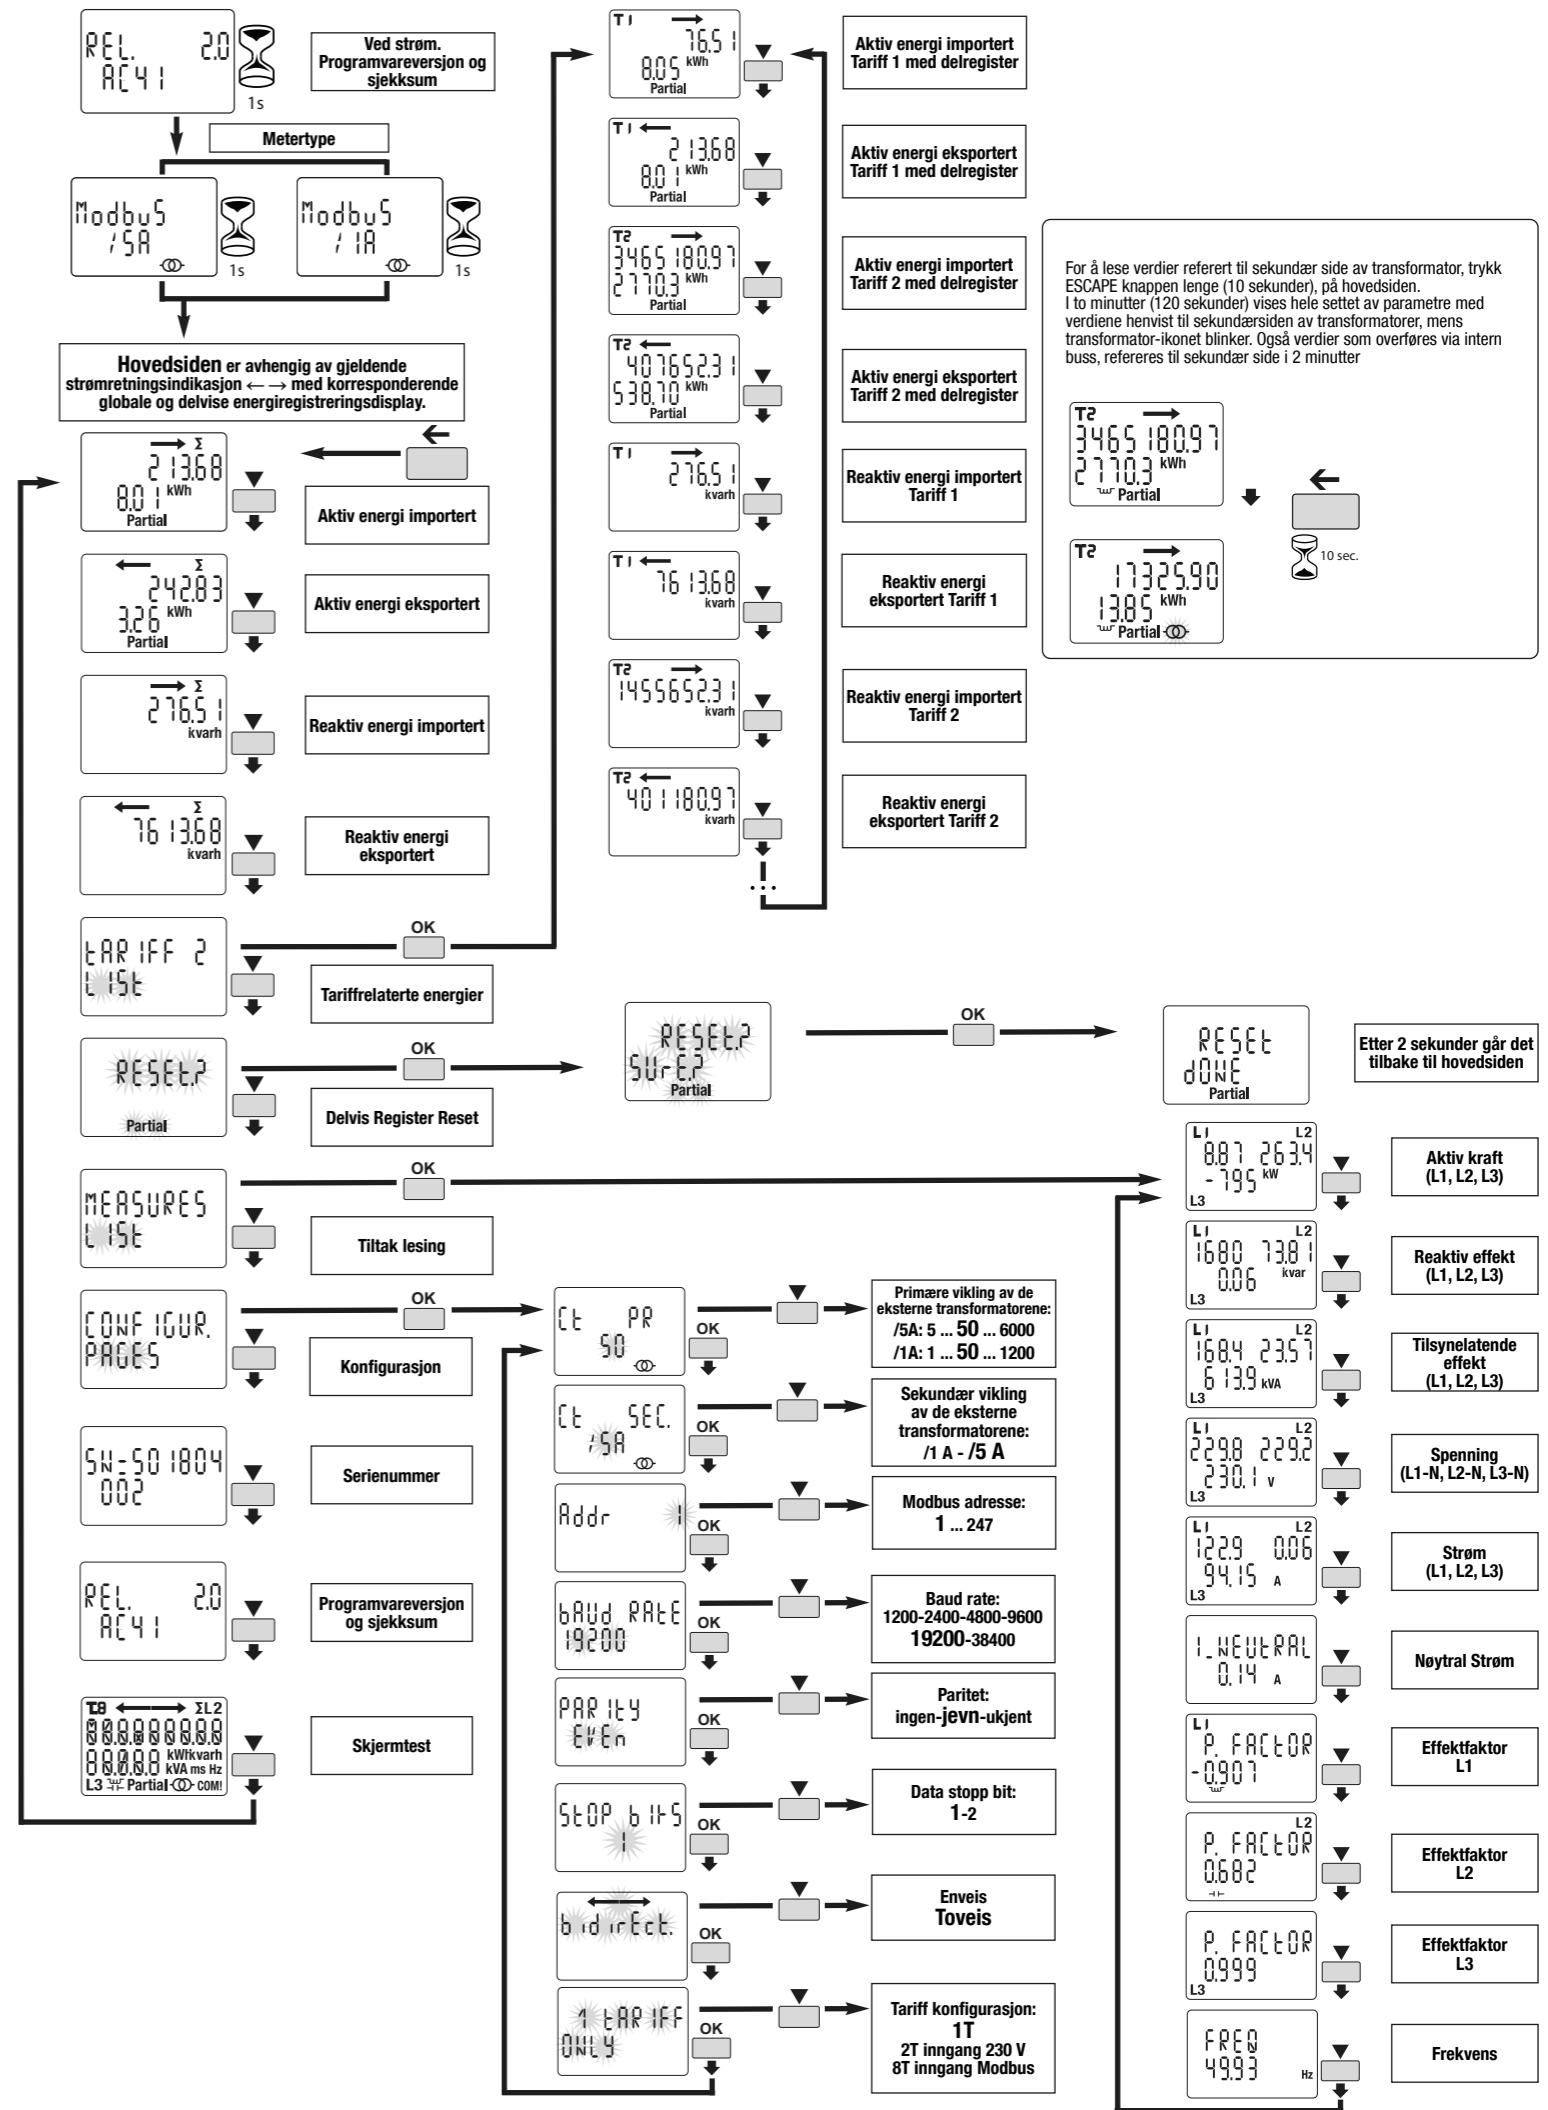 REL. 2.0
AC41
1s
Ved strøm.
Programvareversjon og
sjekksum
Metertype
ModbuS
/5A
1s
ModbuS
/1A
1s
Hovedsiden er avhengig av gjeldende
strømretningsindikasjon ← → med korresponderende
globale og delvise energiregistreringsdisplay.
→ Σ
213.68
8.01 kWh
Partial
Aktiv energi importert
← Σ
242.83
3.26 kWh
Partial
Aktiv energi eksportert
→ Σ
276.51
kvarh
Reaktiv energi importert
← Σ
7613.68
kvarh
Reaktiv energi
eksportert
tARIFF 2
LISt
OK
Tariffrelaterte energier
RESEt.?
Partial
OK
Delvis Register Reset
RESEt.?
SUrE.?
Partial
OK
RESEt
dONE
Partial
Etter 2 sekunder går det
tilbake til hovedsiden
MEASURES
LISt
OK
Tiltak lesing
CONFIGUR.
PAGES
OK
Konfigurasjon
SN-S01804
002
Serienummer
REL. 2.0
AC41
Programvareversjon
og sjekksum
T8 ΣL2
88888888
88888 kWhkvarh
kVA ms Hz
L3 Partial COM!
Skjermtest
T1 →
76.51
8.05 kWh
Partial
Aktiv energi importert
Tariff 1 med delregister
T1 ←
213.68
8.01 kWh
Partial
Aktiv energi eksportert
Tariff 1 med delregister
T2 →
3465180.97
2770.3 kWh
Partial
Aktiv energi importert
Tariff 2 med delregister
T2 ←
407652.31
538.70 kWh
Partial
Aktiv energi eksportert
Tariff 2 med delregister
T1 →
276.51
kvarh
Reaktiv energi importert
Tariff 1
T1 ←
7613.68
kvarh
Reaktiv energi
eksportert Tariff 1
T2 →
1455652.31
kvarh
Reaktiv energi importert
Tariff 2
T2 ←
401180.97
kvarh
Reaktiv energi
eksportert Tariff 2
...
For å lese verdier referert til sekundær side av transformator, trykk
ESCAPE knappen lenge (10 sekunder), på hovedsiden.
I to minutter (120 sekunder) vises hele settet av parametre med
verdiene henvist til sekundærsiden av transformatorer, mens
transformator-ikonet blinker. Også verdier som overføres via intern
buss, refereres til sekundær side i 2 minutter
T2 →
3465180.97
2770.3 kWh
Partial
T2 →
17325.90
13.85 kWh
Partial
10 sec.
Ct PR
50
OK
Primære vikling av de
eksterne transformatorene:
/5A: 5 ... 50 ... 6000
/1A: 1 ... 50 ... 1200
Ct SEC.
/5A
OK
Sekundær vikling
av de eksterne
transformatorene:
/1 A - /5 A
Addr 1
OK
Modbus adresse:
1 ... 247
bAUd RAtE
19200
OK
Baud rate:
1200-2400-4800-9600
19200-38400
PARItY
EVEn
OK
Paritet:
ingen-jevn-ukjent
StOP bItS
1
OK
Data stopp bit:
1-2
bidirEct.
OK
Enveis
Toveis
1 tARIFF
ONLY
OK
Tariff konfigurasjon:
1T
2T inngang 230 V
8T inngang Modbus
L1 L2
8.87 263.4
-795 kW
L3
Aktiv kraft
(L1, L2, L3)
L1 L2
1680 73.81
0.06 kvar
L3
Reaktiv effekt
(L1, L2, L3)
L1 L2
168.4 23.57
613.9 kVA
L3
Tilsynelatende
effekt
(L1, L2, L3)
L1 L2
229.8 229.2
230.1 V
L3
Spenning
(L1-N, L2-N, L3-N)
L1 L2
122.9 0.06
94.15 A
L3
Strøm
(L1, L2, L3)
I_NEUtRAL
0.14 A
Nøytral Strøm
L1
P. FACtOR
-0.907
Effektfaktor
L1
L2
P. FACtOR
0.682
Effektfaktor
L2
P. FACtOR
0.999
L3
Effektfaktor
L3
FREQ
49.93
Hz
Frekvens